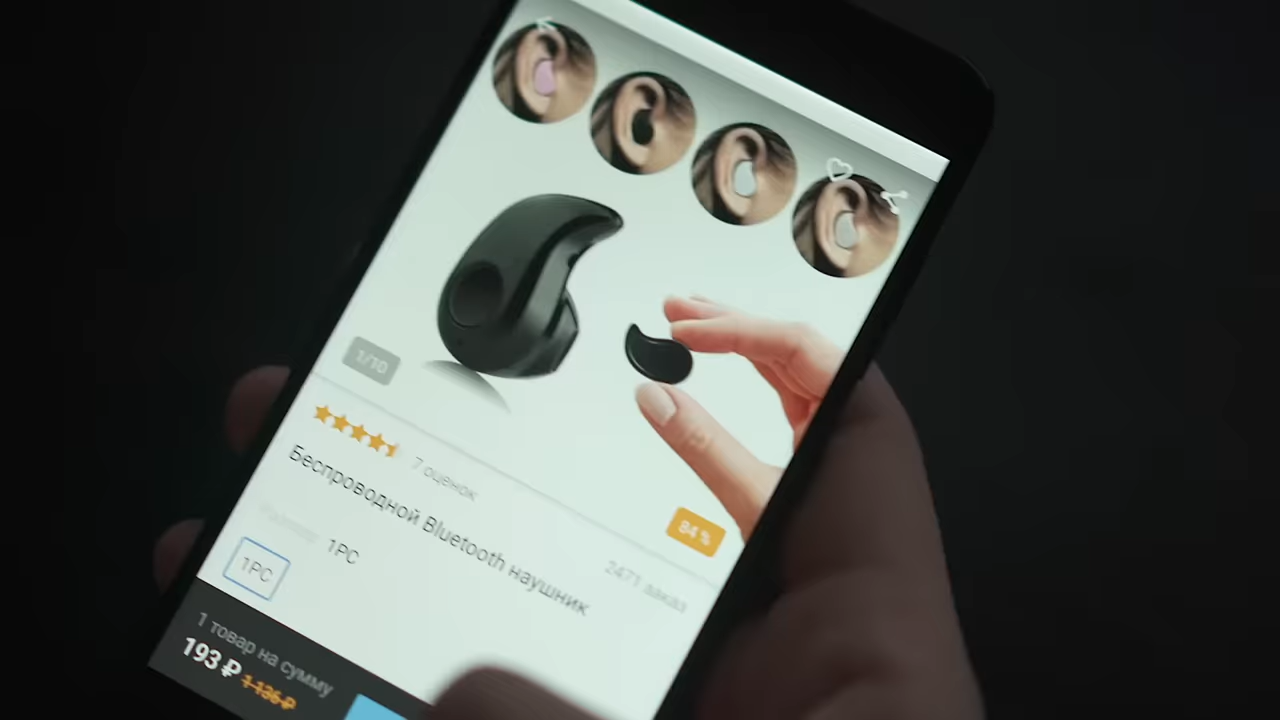 1/10
7 оценок
84 %
Беспроводной Bluetooth наушник
2471 заказ
1PC
1PC
1 товар на сумму
193 ₽ 1 136 ₽